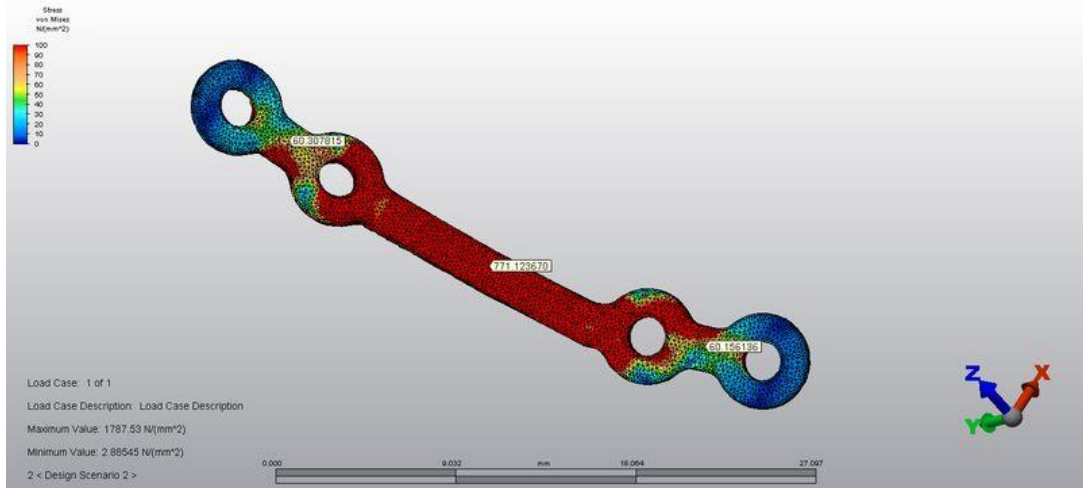 Stress
von Mises
N/(mm^2)
100
90
80
70
60
50
40
30
20
10
0
60.307815
771.123670
60.156136
Load Case: 1 of 1
Load Case Description: Load Case Description
Maximum Value: 1787.53 N/(mm^2)
Minimum Value: 2.88545 N/(mm^2)
2 < Design Scenario 2 >
0.000 9.032 mm 18.064 27.097
Z X
Y